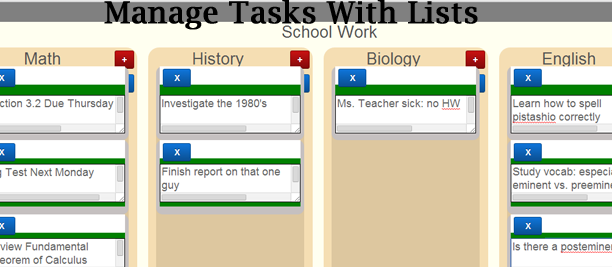 Manage Tasks With Lists
School Work
Math
+
x
ction 3.2 Due Thursday
x
g Test Next Monday
x
view Fundamental
eorem of Calculus
History
+
x
Investigate the 1980's
x
Finish report on that one
guy
Biology
+
x
Ms. Teacher sick: no HW
English
x
Learn how to spell
pistashio correctly
x
Study vocab: especia
eminent vs. preemine
x
Is there a posteminen